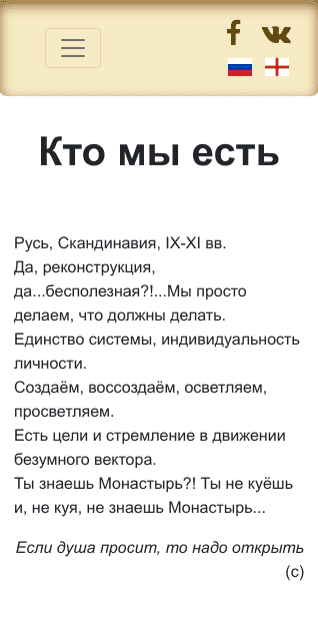 Кто мы есть
Русь, Скандинавия, IX-XI вв.
Да, реконструкция,
да...бесполезная?!...Мы просто
делаем, что должны делать.
Единство системы, индивидуальность
личности.
Создаём, воссоздаём, осветляем,
просветляем.
Есть цели и стремление в движении
безумного вектора.
Ты знаешь Монастырь?! Ты не куёшь
и, не куя, не знаешь Монастырь...
Если душа просит, то надо открыть
(с)